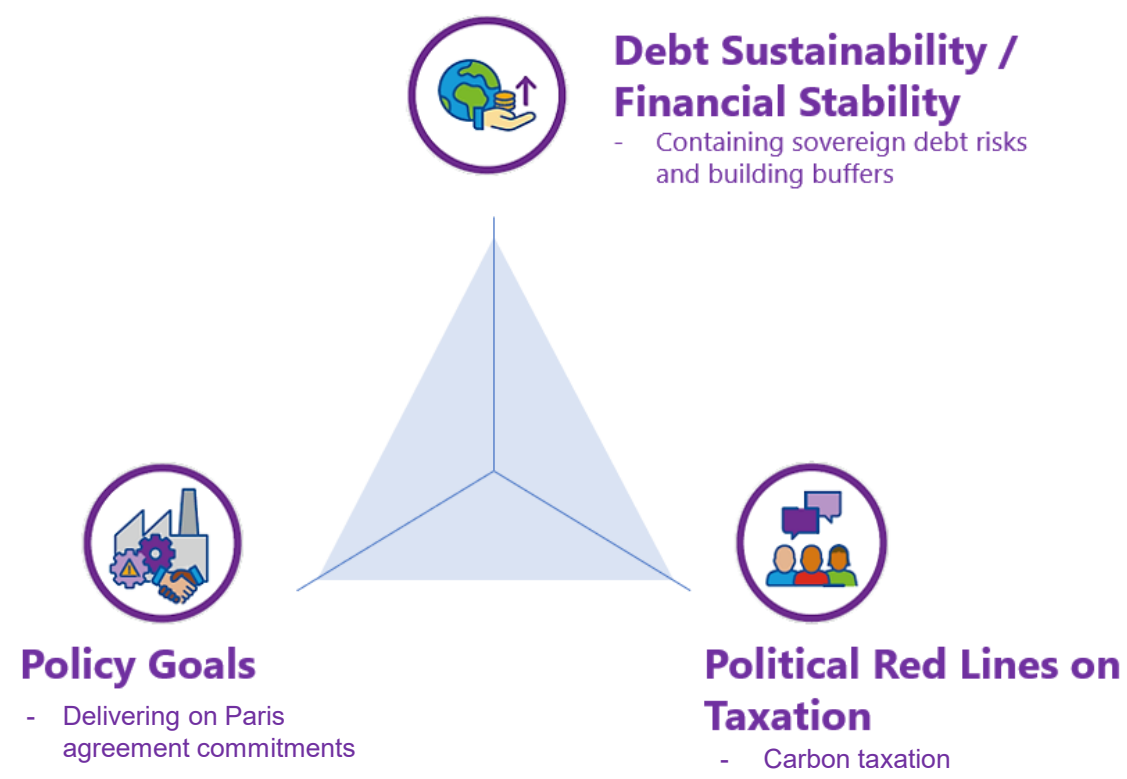 Debt Sustainability /
Financial Stability
- Containing sovereign debt risks
and building buffers
Policy Goals
- Delivering on Paris
agreement commitments
Political Red Lines on
Taxation
- Carbon taxation